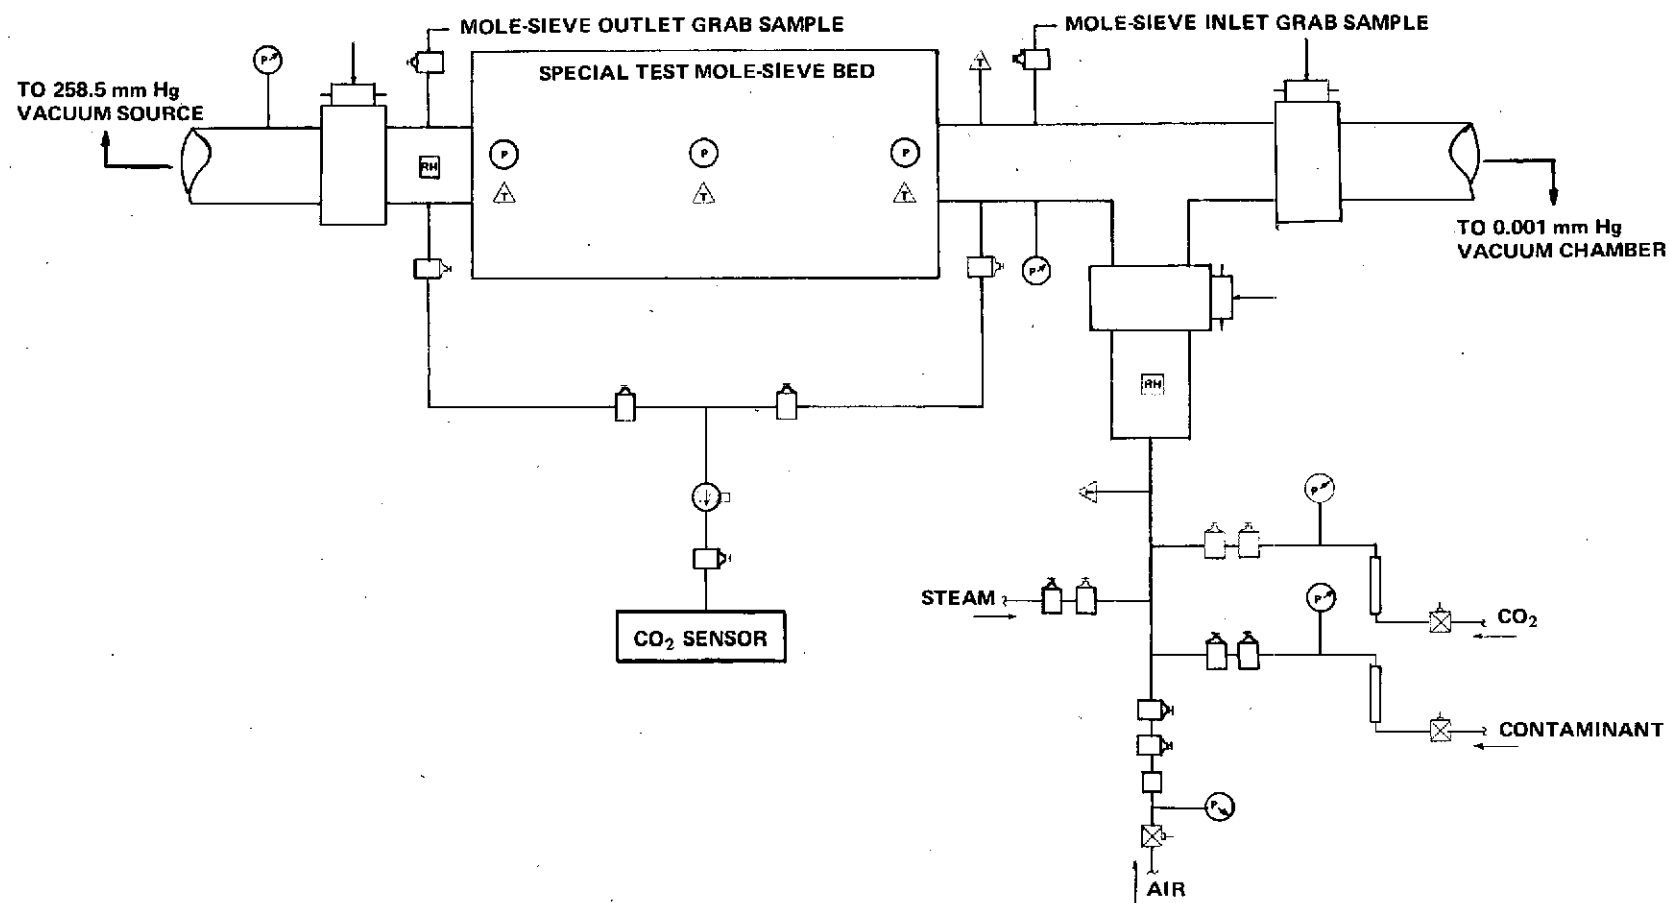 MOLE-SIEVE OUTLET GRAB SAMPLE
MOLE-SIEVE INLET GRAB SAMPLE
P
SPECIAL TEST MOLE-SIEVE BED
T
TO 258.5 mm Hg
VACUUM SOURCE
RH
P
P
P
T
T
T
TO 0.001 mm Hg
VACUUM CHAMBER
P
RH
T
P
STEAM
P
CO₂
CO₂ SENSOR
CONTAMINANT
P
AIR